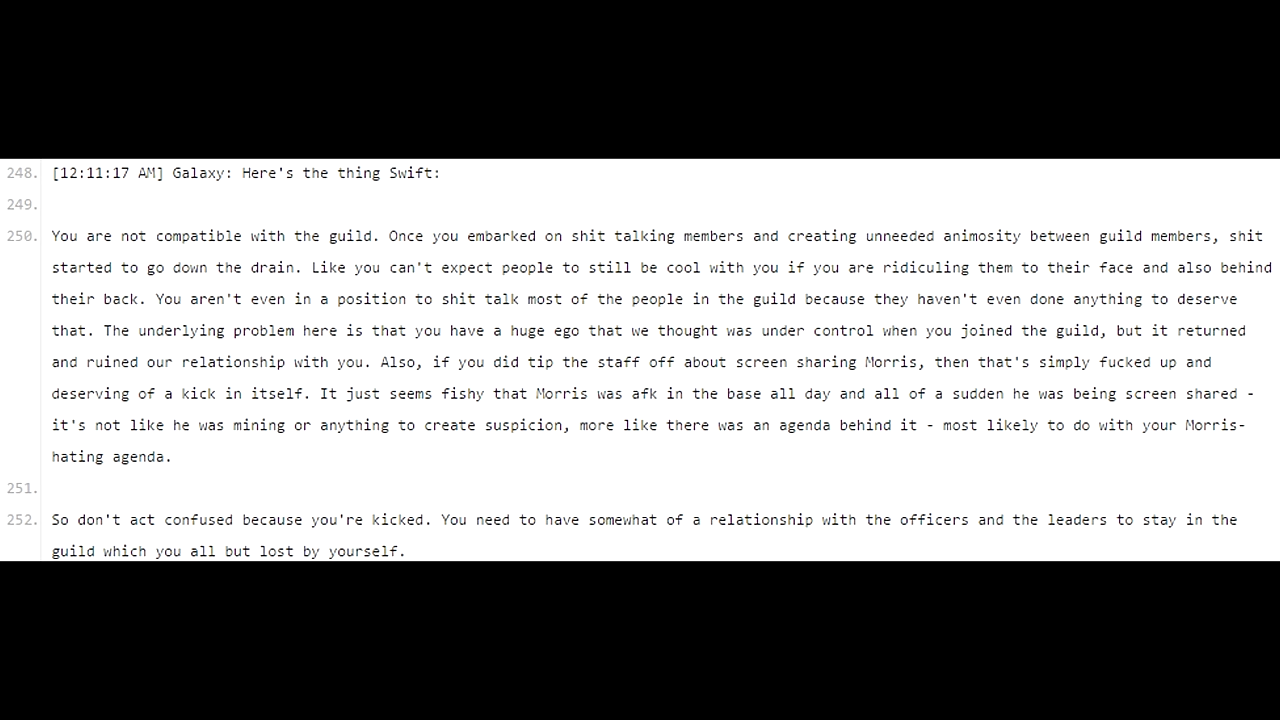 248. [12:11:17 AM] Galaxy: Here's the thing Swift:
249.
250. You are not compatible with the guild. Once you embarked on shit talking members and creating unneeded animosity between guild members, shit
started to go down the drain. Like you can't expect people to still be cool with you if you are ridiculing them to their face and also behind
their back. You aren't even in a position to shit talk most of the people in the guild because they haven't even done anything to deserve
that. The underlying problem here is that you have a huge ego that we thought was under control when you joined the guild, but it returned
and ruined our relationship with you. Also, if you did tip the staff off about screen sharing Morris, then that's simply fucked up and
deserving of a kick in itself. It just seems fishy that Morris was afk in the base all day and all of a sudden he was being screen shared -
it's not like he was mining or anything to create suspicion, more like there was an agenda behind it - most likely to do with your Morris-
hating agenda.
251.
252. So don't act confused because you're kicked. You need to have somewhat of a relationship with the officers and the leaders to stay in the
guild which you all but lost by yourself.